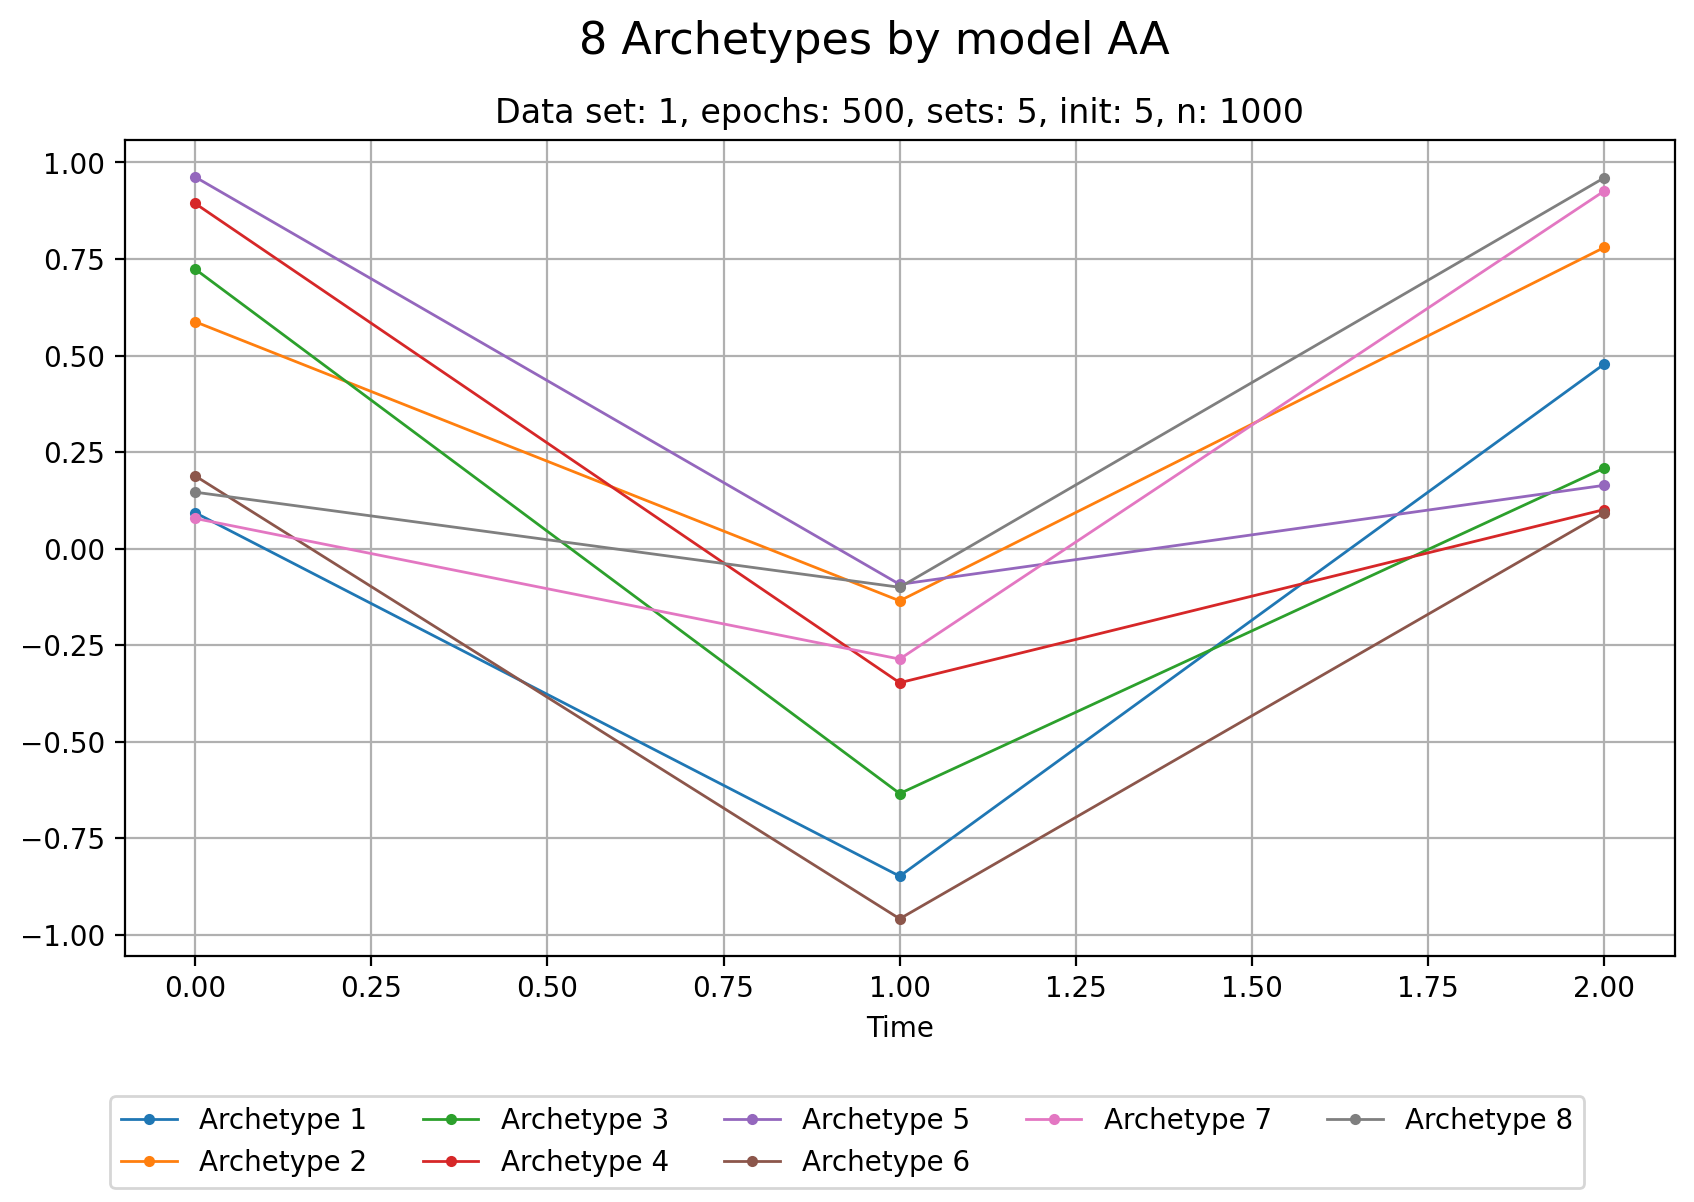 8 Archetypes by model AA
Data set: 1, epochs: 500, sets: 5, init: 5, n: 1000
1.00
0.75
0.50
0.25
0.00
−0.25
−0.50
−0.75
−1.00
0.00 0.25 0.50 0.75 1.00 1.25 1.50 1.75 2.00
Time
Archetype 1 Archetype 3 Archetype 5 Archetype 7 Archetype 8
Archetype 2 Archetype 4 Archetype 6